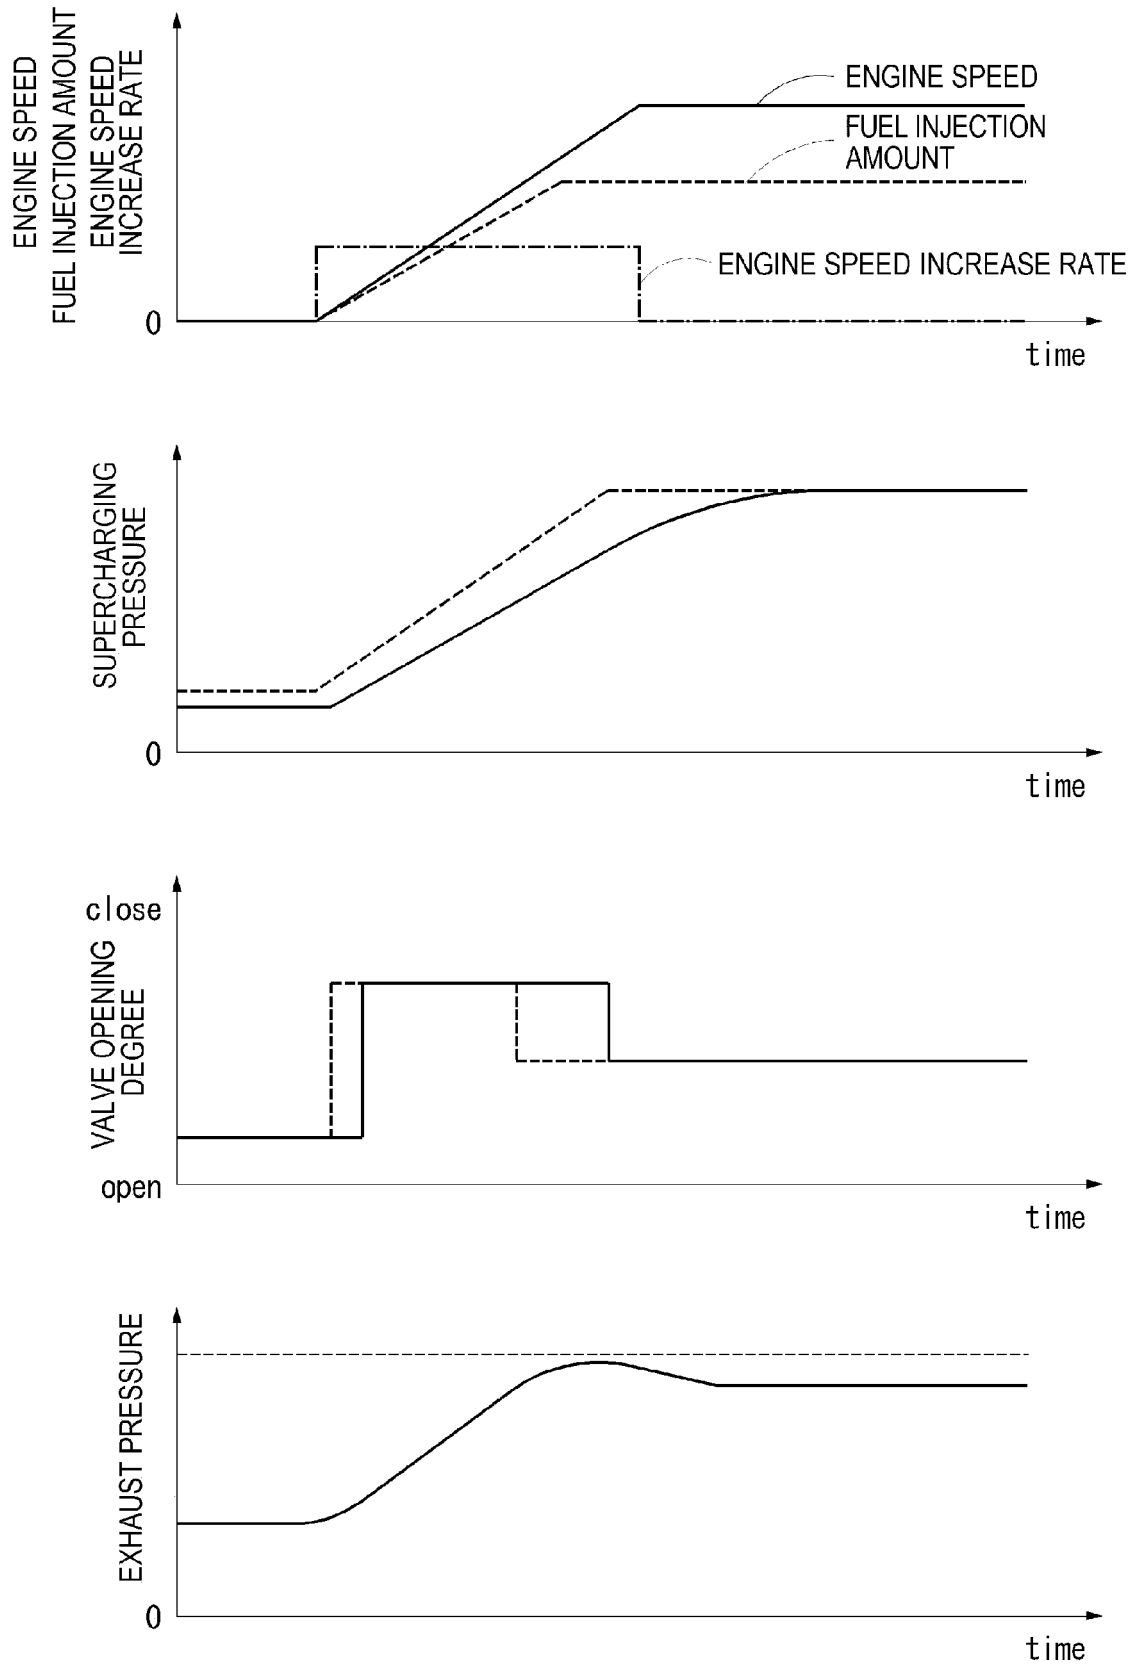 ENGINE SPEED
FUEL INJECTION AMOUNT
ENGINE SPEED
INCREASE RATE
ENGINE SPEED
FUEL INJECTION
AMOUNT
ENGINE SPEED INCREASE RATE
0
time
SUPERCHARGING
PRESSURE
0
time
close
VALVE OPENING
DEGREE
open
time
EXHAUST PRESSURE
0
time